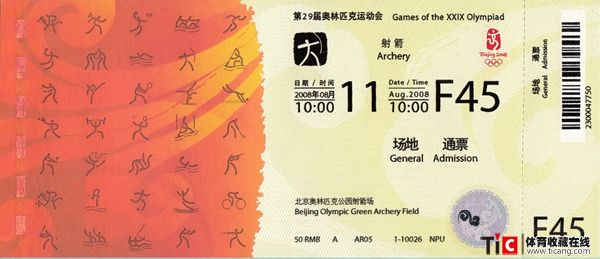 第29届奥林匹克运动会 Games of the XXIX Olympiad
射箭
Archery
Beijing 2008
日期 / 时间
2008年08月
10:00
11
Date / Time
Aug.2008
10:00
F45
场地 通票
General Admission
北京奥林匹克公园射箭场
Beijing Olympic Green Archery Field
50 RMB A AR05 1-10026 NPU
场地 通票
General Admission
2300047750
F45
TiC 体育收藏在线
www.ticang.com